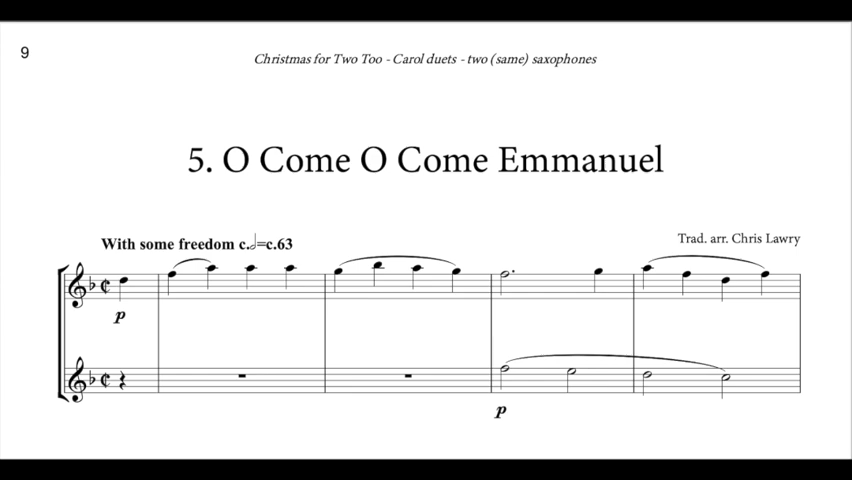 9
Christmas for Two Too - Carol duets - two (same) saxophones
5. O Come O Come Emmanuel
With some freedom c.𝅗𝅥=c.63
Trad. arr. Chris Lawry
p
p